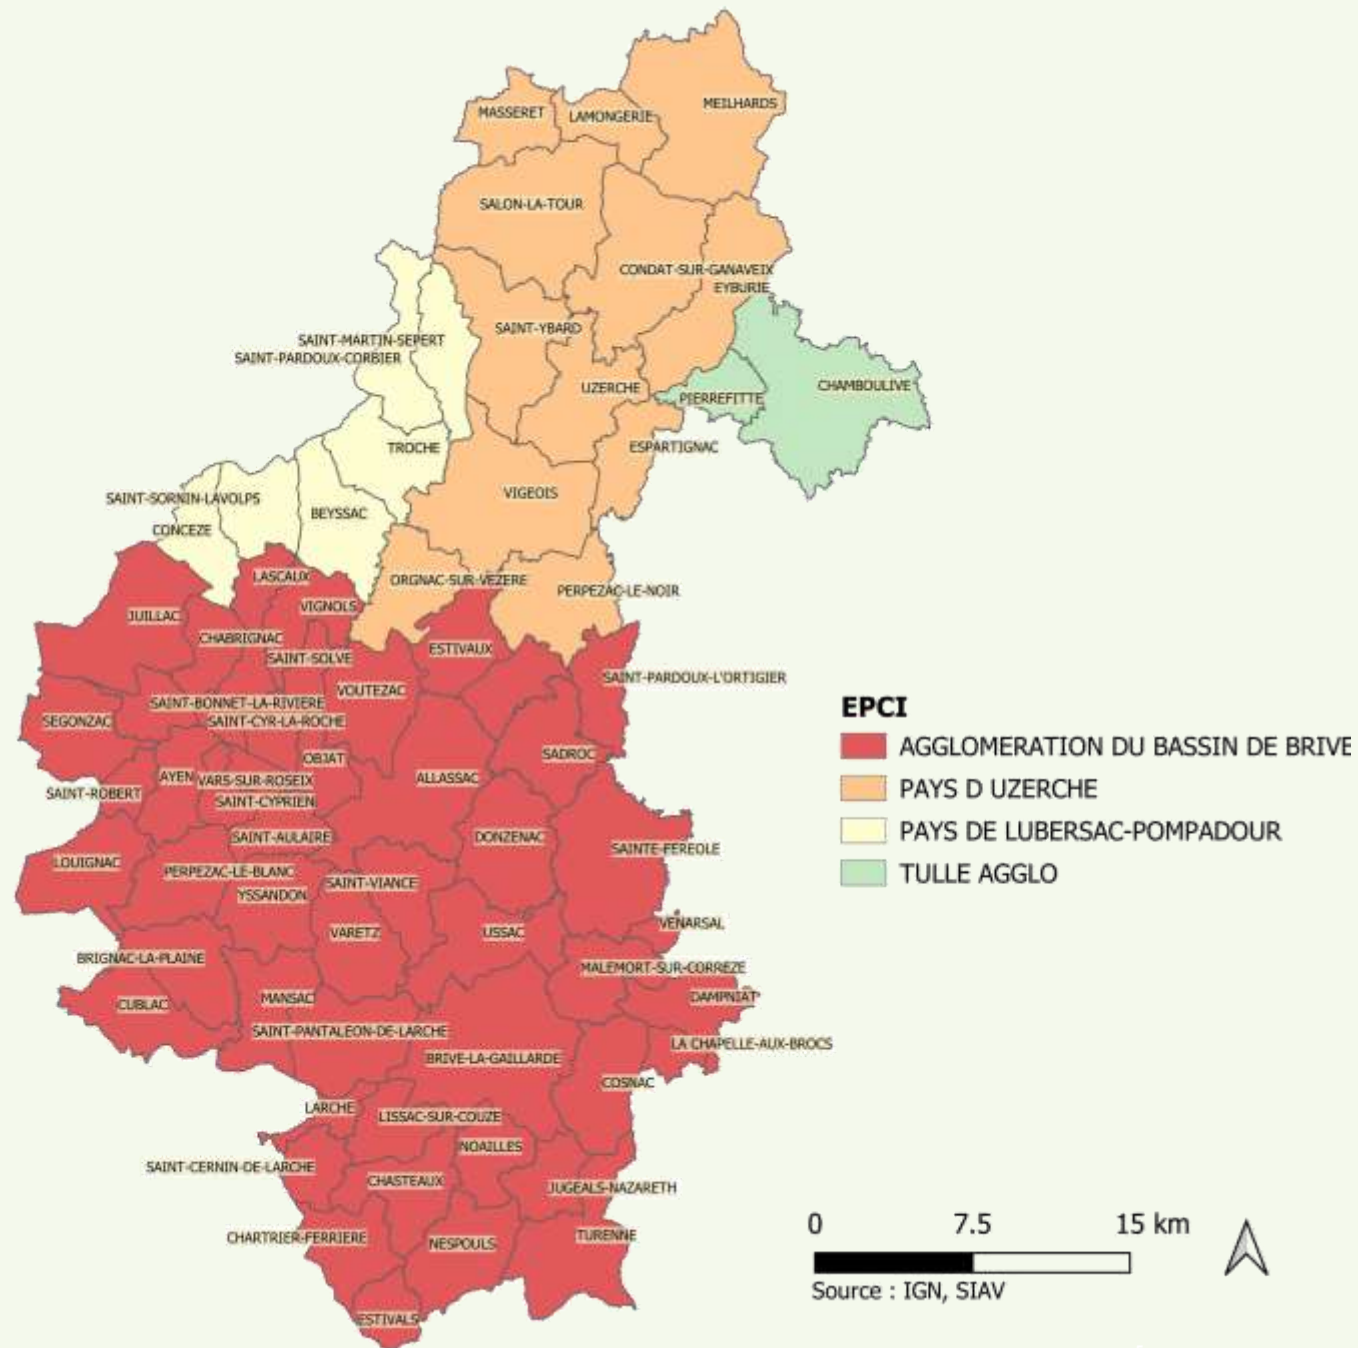 MEILHARDS
MASSERET
LAMONGERIE
SALON-LA-TOUR
CONDAT-SUR-GANAVEIX
EYBURIE
SAINT-YBARD
SAINT-MARTIN-SEPERT
SAINT-PARDOUX-CORBIER
UZERCHE
PIERREFITTE
CHAMBOULIVE
TROCHE
ESPARTIGNAC
VIGEOIS
SAINT-SORNIN-LAVOLPS
BEYSSAC
CONCEZE
LASCAUX
ORGNAC-SUR-VEZERE
PERPEZAC-LE-NOIR
VIGNOLS
JUILLAC
CHABRIGNAC
ESTIVAUX
SAINT-SOLVE
SAINT-PARDOUX-L'ORTIGIER
VOUTEZAC
SAINT-BONNET-LA-RIVIERE
SEGONZAC
SAINT-CYR-LA-ROCHE
SADROC
OBJAT
AYEN
VARS-SUR-ROSEIX
ALLASSAC
SAINT-ROBERT
SAINT-CYPRIEN
SAINT-AULAIRE
DONZENAC
SAINTE-FEREOLE
LOUIGNAC
PERPEZAC-LE-BLANC
SAINT-VIANCE
YSSANDON
VENARSAL
VARETZ
USSAC
BRIGNAC-LA-PLAINE
MALEMORT-SUR-CORREZE
CUBLAC
MANSAC
DAMPNIAT
SAINT-PANTALEON-DE-LARCHE
LA CHAPELLE-AUX-BROCS
BRIVE-LA-GAILLARDE
COSNAC
LARCHE
LISSAC-SUR-COUZE
NOAILLES
SAINT-CERNIN-DE-LARCHE
CHASTEAUX
JUGEALS-NAZARETH
CHARTRIER-FERRIERE
NESPOULS
TURENNE
ESTIVALS
EPCI
AGGLOMERATION DU BASSIN DE BRIVE
PAYS D UZERCHE
PAYS DE LUBERSAC-POMPADOUR
TULLE AGGLO
0 7.5 15 km
Source : IGN, SIAV